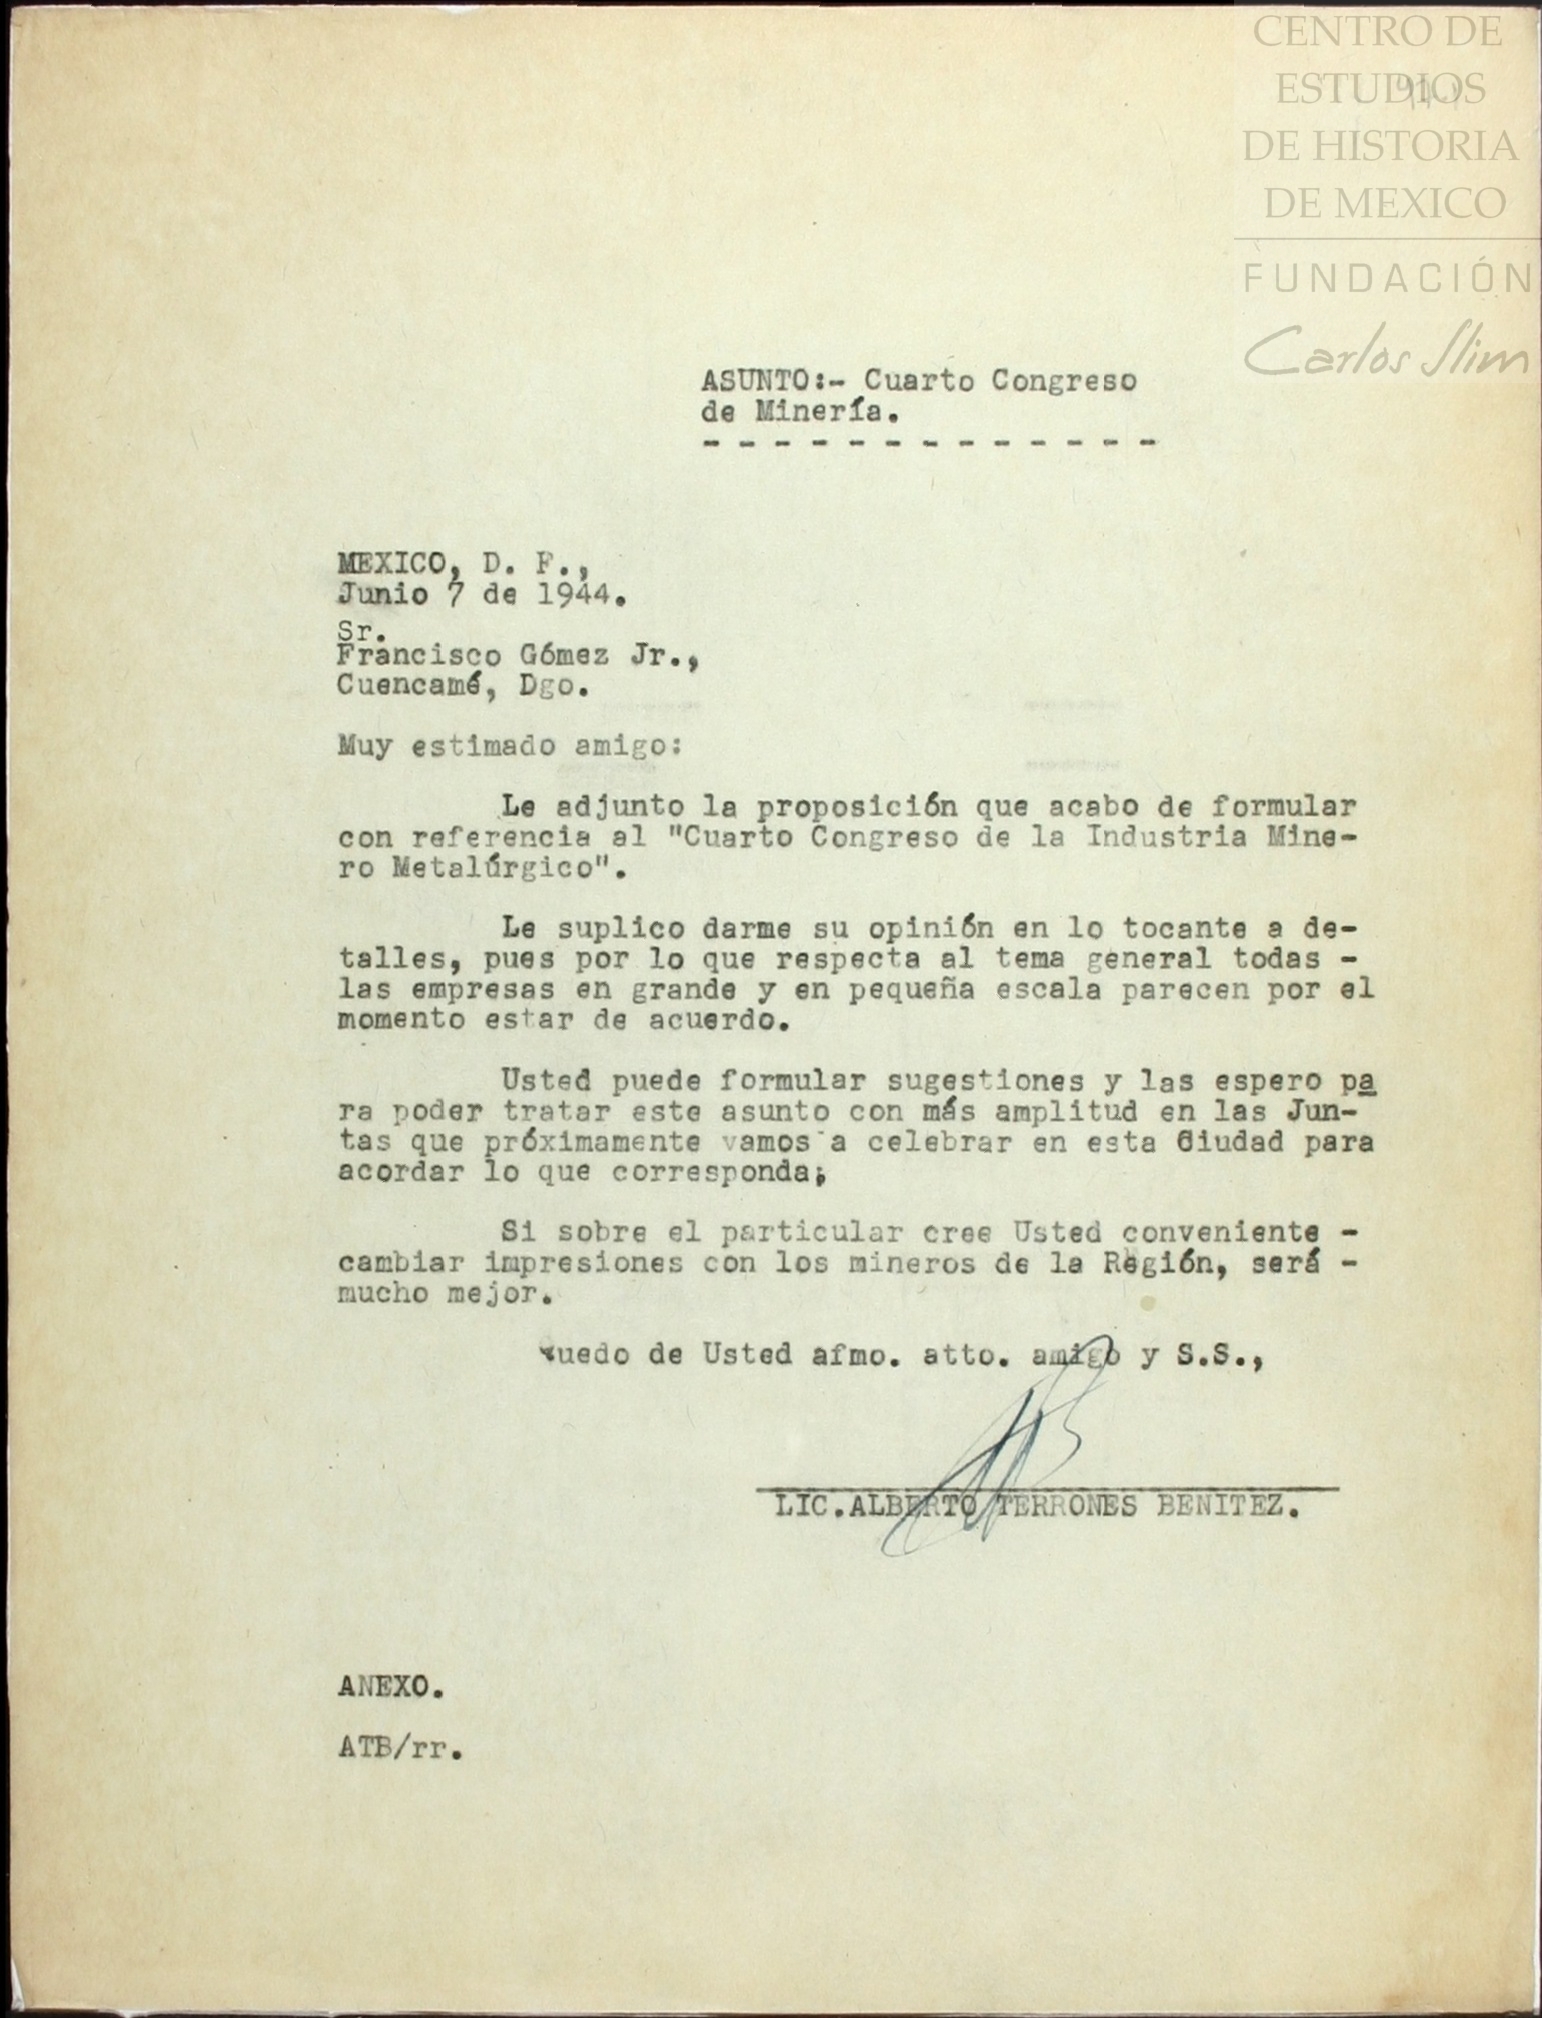 CENTRO DE
ESTUDIOS
DE HISTORIA
DE MEXICO
FUNDACIÓN
Carlos Slim
ASUNTO:- Cuarto Congreso
de Minería.
- - - - - - - - - - - - -
MEXICO, D. F.,
Junio 7 de 1944.
Sr.
Francisco Gómez Jr.,
Cuencamé, Dgo.
Muy estimado amigo:
Le adjunto la proposición que acabo de formular
con referencia al "Cuarto Congreso de la Industria Mine-
ro Metalúrgico".
Le suplico darme su opinión en lo tocante a de-
talles, pues por lo que respecta al tema general todas -
las empresas en grande y en pequeña escala parecen por el
momento estar de acuerdo.
Usted puede formular sugestiones y las espero pa
ra poder tratar este asunto con más amplitud en las Jun-
tas que próximamente vamos a celebrar en esta Ciudad para
acordar lo que corresponda;
Si sobre el particular cree Usted conveniente -
cambiar impresiones con los mineros de la Región, será -
mucho mejor.
Quedo de Usted afmo. atto. amigo y S.S.,
LIC.ALBERTO TERRONES BENITEZ.
ANEXO.
ATB/rr.